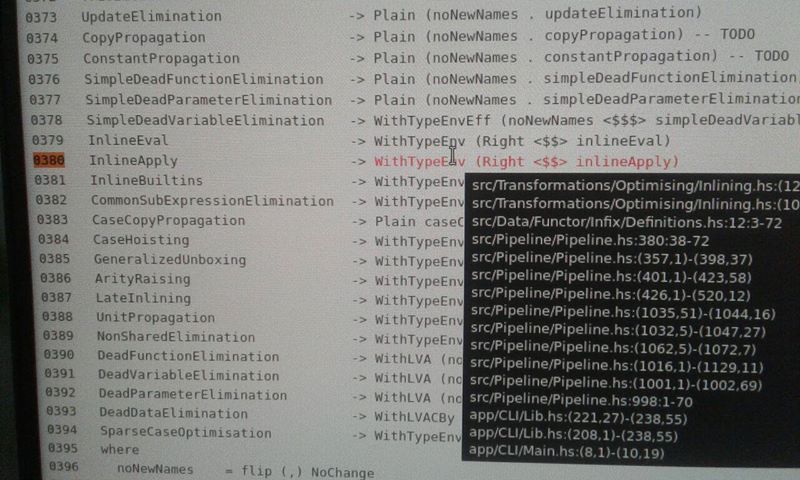 0373 UpdateElimination -> Plain (noNewNames . updateElimination)
0374 CopyPropagation -> Plain (noNewNames . copyPropagation) -- TODO
0375 ConstantPropagation -> Plain (noNewNames . constantPropagation) -- TODO
0376 SimpleDeadFunctionElimination -> Plain (noNewNames . simpleDeadFunctionElimination
0377 SimpleDeadParameterElimination -> Plain (noNewNames . simpleDeadParameterElimination
0378 SimpleDeadVariableElimination -> WithTypeEnvEff (noNewNames <$$$> simpleDeadVariabl
0379 InlineEval -> WithTypeEnv (Right <$$> inlineEval)
0380 InlineApply -> WithTypeEnv (Right <$$> inlineApply)
0381 InlineBuiltins -> WithTypeEnv
0382 CommonSubExpressionElimination -> WithTypeEnv
0383 CaseCopyPropagation -> Plain caseC
0384 CaseHoisting -> WithTypeEnv
0385 GeneralizedUnboxing -> WithTypeEnv
0386 ArityRaising -> WithTypeEnv
0387 LateInlining -> WithTypeEnv
0388 UnitPropagation -> WithTypeEnv
0389 NonSharedElimination -> WithTypeEnv
0390 DeadFunctionElimination -> WithLVA (no
0391 DeadVariableElimination -> WithLVA (no
0392 DeadParameterElimination -> WithLVA (no
0393 DeadDataElimination -> WithLVACBy
0394 SparseCaseOptimisation -> WithTypeEnv
0395 where
0396 noNewNames = flip (,) NoChange
src/Transformations/Optimising/Inlining.hs:(12
src/Transformations/Optimising/Inlining.hs:(10
src/Data/Functor/Infix/Definitions.hs:12:3-72
src/Pipeline/Pipeline.hs:380:38-72
src/Pipeline/Pipeline.hs:(357,1)-(398,37)
src/Pipeline/Pipeline.hs:(401,1)-(423,58)
src/Pipeline/Pipeline.hs:(426,1)-(520,12)
src/Pipeline/Pipeline.hs:(1035,51)-(1044,16)
src/Pipeline/Pipeline.hs:(1032,5)-(1047,27)
src/Pipeline/Pipeline.hs:(1062,5)-(1072,7)
src/Pipeline/Pipeline.hs:(1016,1)-(1129,11)
src/Pipeline/Pipeline.hs:(1001,1)-(1002,69)
src/Pipeline/Pipeline.hs:998:1-70
app/CLI/Lib.hs:(221,27)-(238,55)
app/CLI/Lib.hs:(208,1)-(238,55)
app/CLI/Main.hs:(8,1)-(10,19)